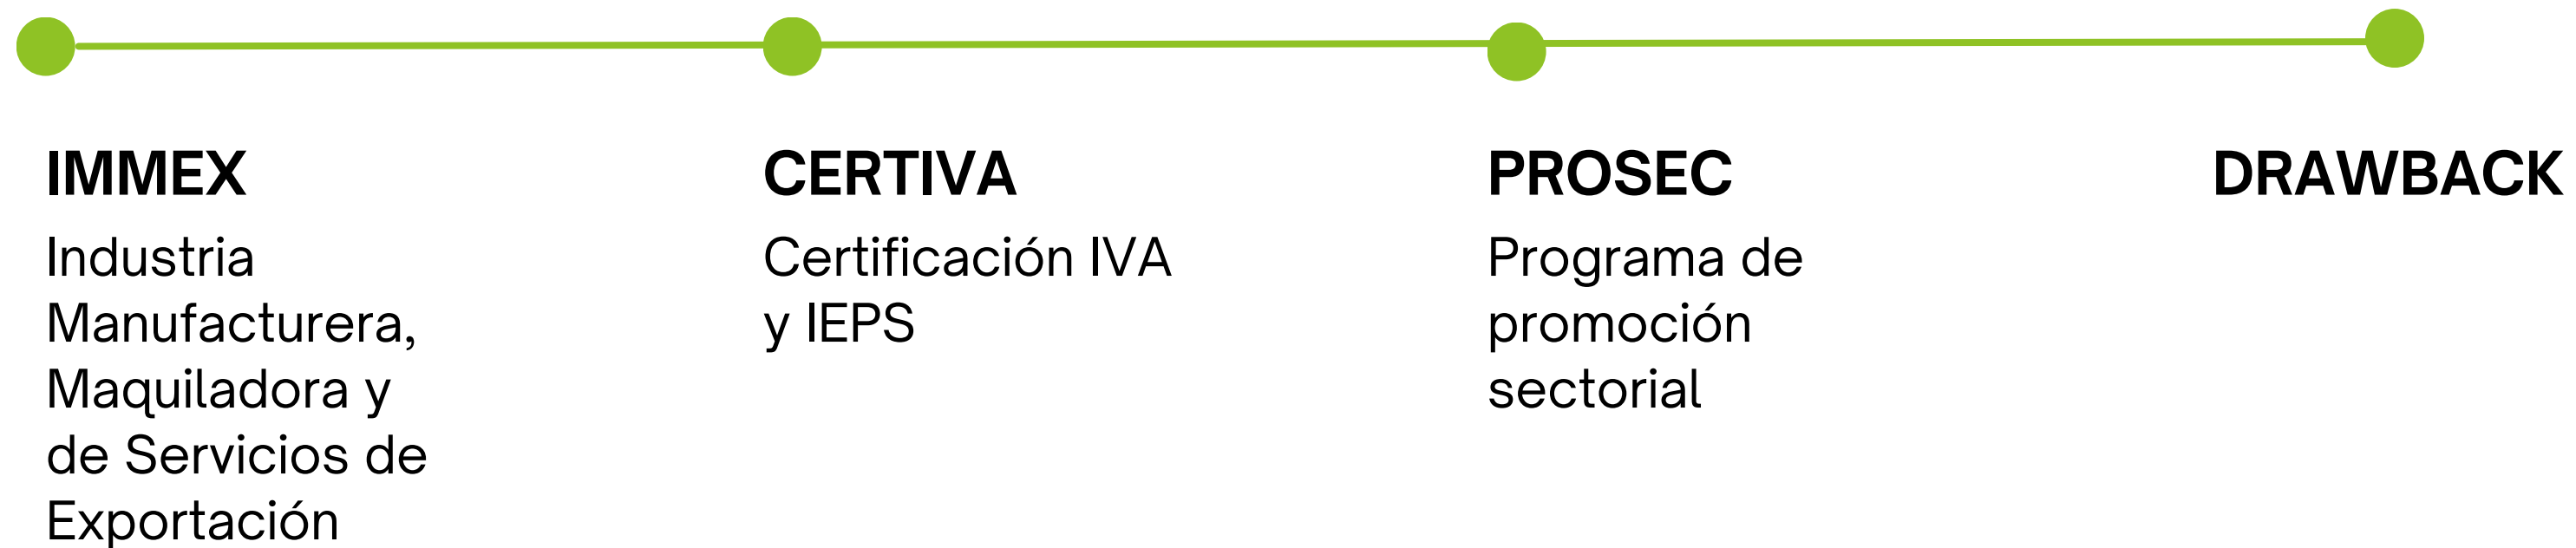 IMMEX
Industria
Manufacturera,
Maquiladora y
de Servicios de
Exportación
CERTIVA
Certificación IVA
y IEPS
PROSEC
Programa de
promoción
sectorial
DRAWBACK